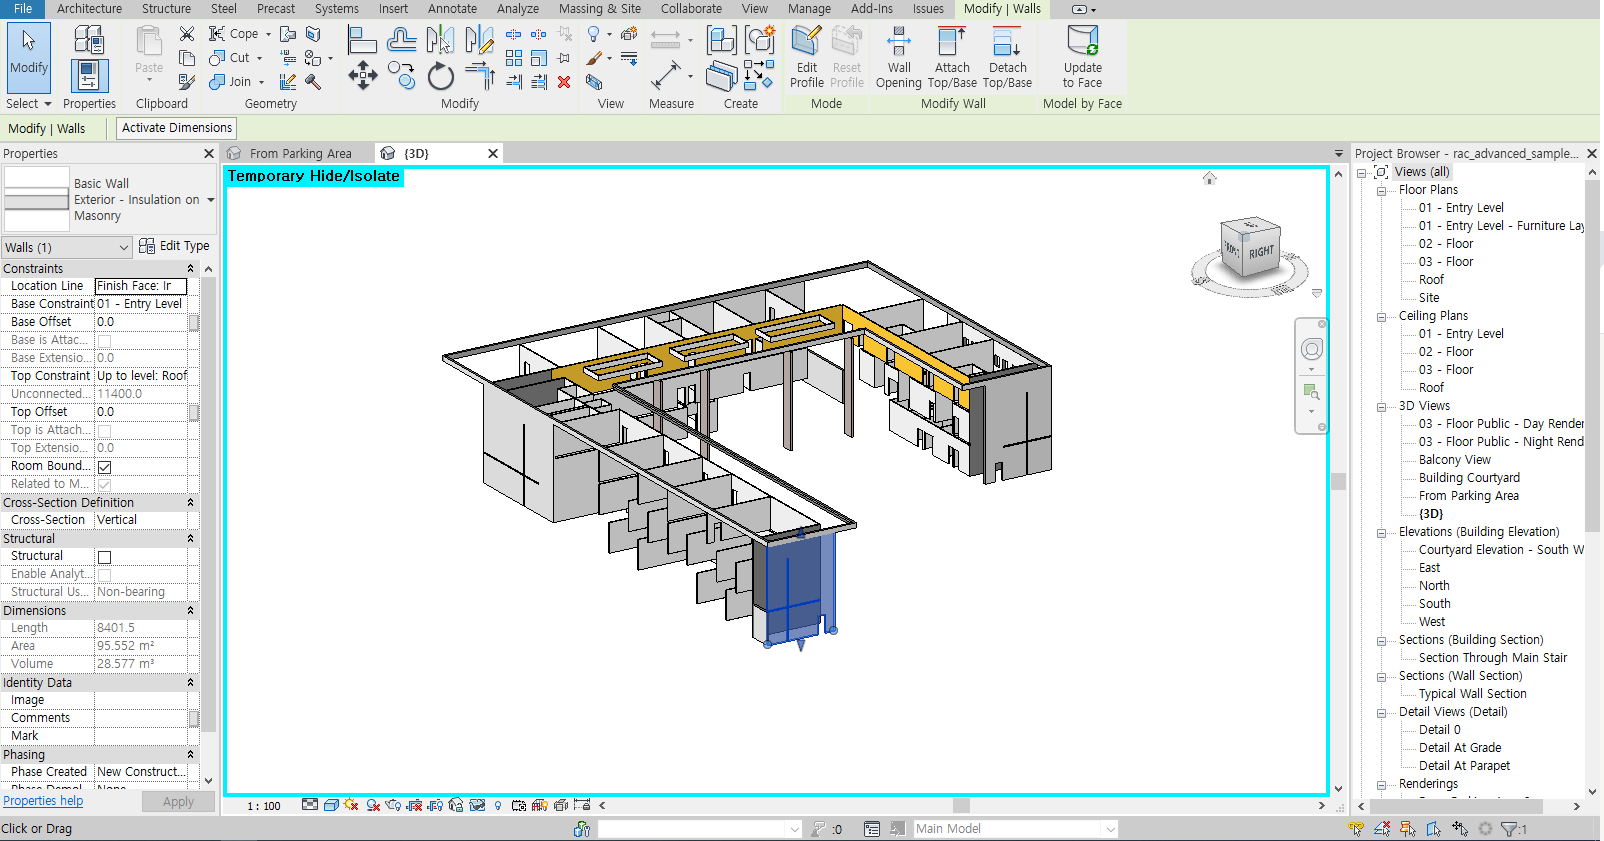 File Architecture Structure Steel Precast Systems Insert Annotate Analyze Massing & Site Collaborate View Manage Add-Ins Issues Modify | Walls
Modify
Paste
Cope
Cut
Join
Edit Profile
Reset Profile
Wall Opening
Attach Top/Base
Detach Top/Base
Update to Face
Select Properties Clipboard Geometry Modify View Measure Create Mode Modify Wall Model by Face
Modify | Walls Activate Dimensions
Properties
From Parking Area {3D}
Project Browser - rac_advanced_sample...
Basic Wall
Exterior - Insulation on
Masonry
Walls (1) Edit Type
Constraints
Location Line Finish Face: Ir
Base Constraint 01 - Entry Level
Base Offset 0.0
Base is Attac...
Base Extensio... 0.0
Top Constraint Up to level: Roof
Unconnected... 11400.0
Top Offset 0.0
Top is Attach...
Top Extensio... 0.0
Room Bound...
Related to M...
Cross-Section Definition
Cross-Section Vertical
Structural
Structural
Enable Analyt...
Structural Us... Non-bearing
Dimensions
Length 8401.5
Area 95.552 m²
Volume 28.577 m³
Identity Data
Image
Comments
Mark
Phasing
Phase Created New Construct...
Properties help Apply
Temporary Hide/Isolate
FRONT RIGHT
1 : 100
Views (all)
Floor Plans
01 - Entry Level
01 - Entry Level - Furniture Lay
02 - Floor
03 - Floor
Roof
Site
Ceiling Plans
01 - Entry Level
02 - Floor
03 - Floor
Roof
3D Views
03 - Floor Public - Day Render
03 - Floor Public - Night Rend
Balcony View
Building Courtyard
From Parking Area
{3D}
Elevations (Building Elevation)
Courtyard Elevation - South W
East
North
South
West
Sections (Building Section)
Section Through Main Stair
Sections (Wall Section)
Typical Wall Section
Detail Views (Detail)
Detail 0
Detail At Grade
Detail At Parapet
Renderings
Click or Drag
:0
Main Model
:1